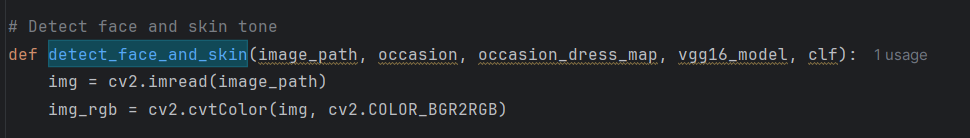 # Detect face and skin tone
def detect_face_and_skin(image_path, occasion, occasion_dress_map, vgg16_model, clf): 1 usage
    img = cv2.imread(image_path)
    img_rgb = cv2.cvtColor(img, cv2.COLOR_BGR2RGB)